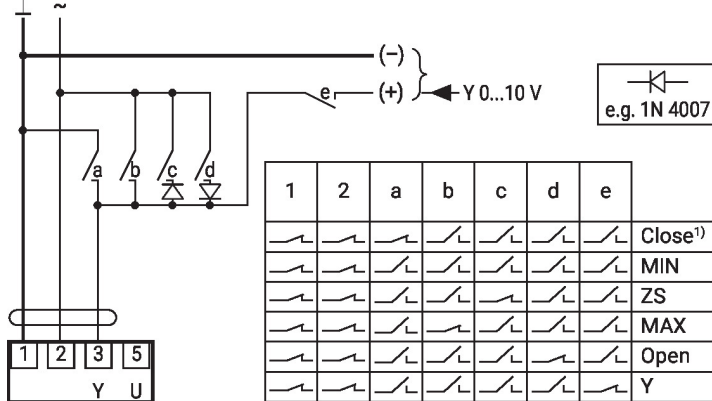 ~
(−)
e (+) Y 0...10 V
e.g. 1N 4007
a b c d
1 2 a b c d e
Close¹⁾
MIN
ZS
MAX
Open
Y
1 2 3 5
Y U